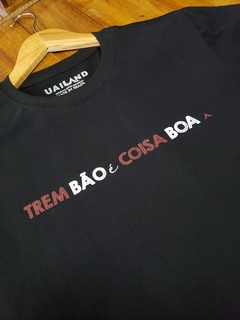 UAILAND
TREM BÃO é COISA BOA